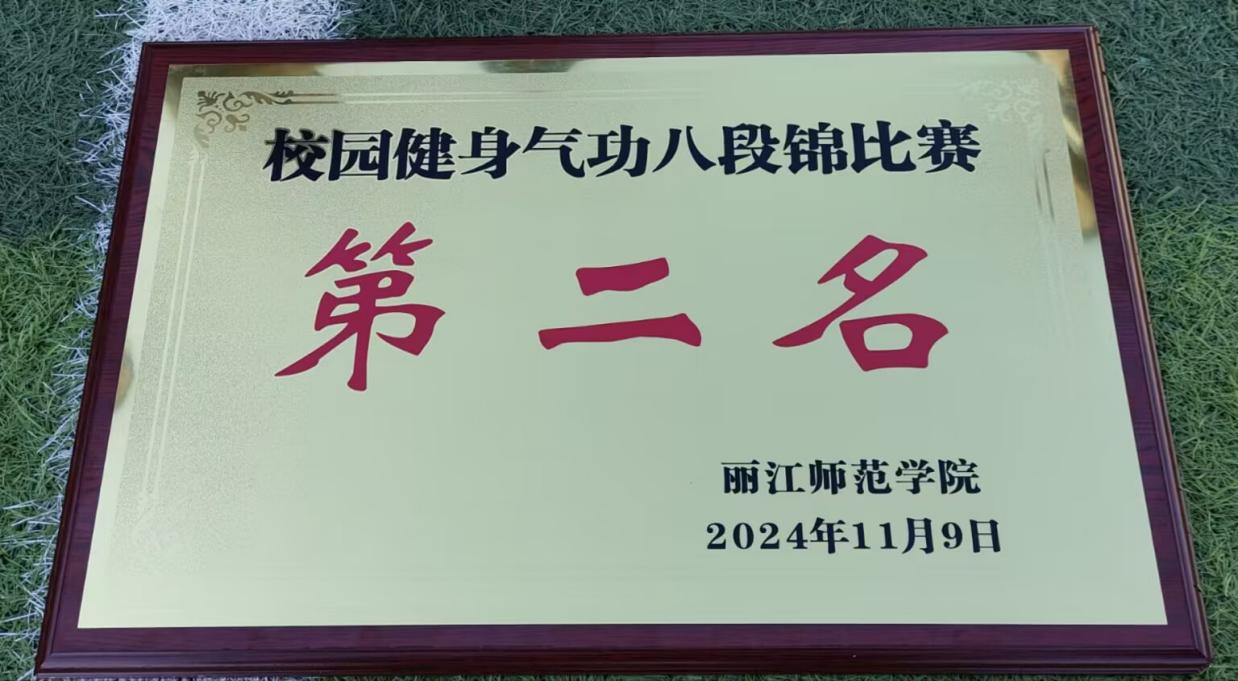 校园健身气功八段锦比赛
第二名
丽江师范学院
2024年11月9日